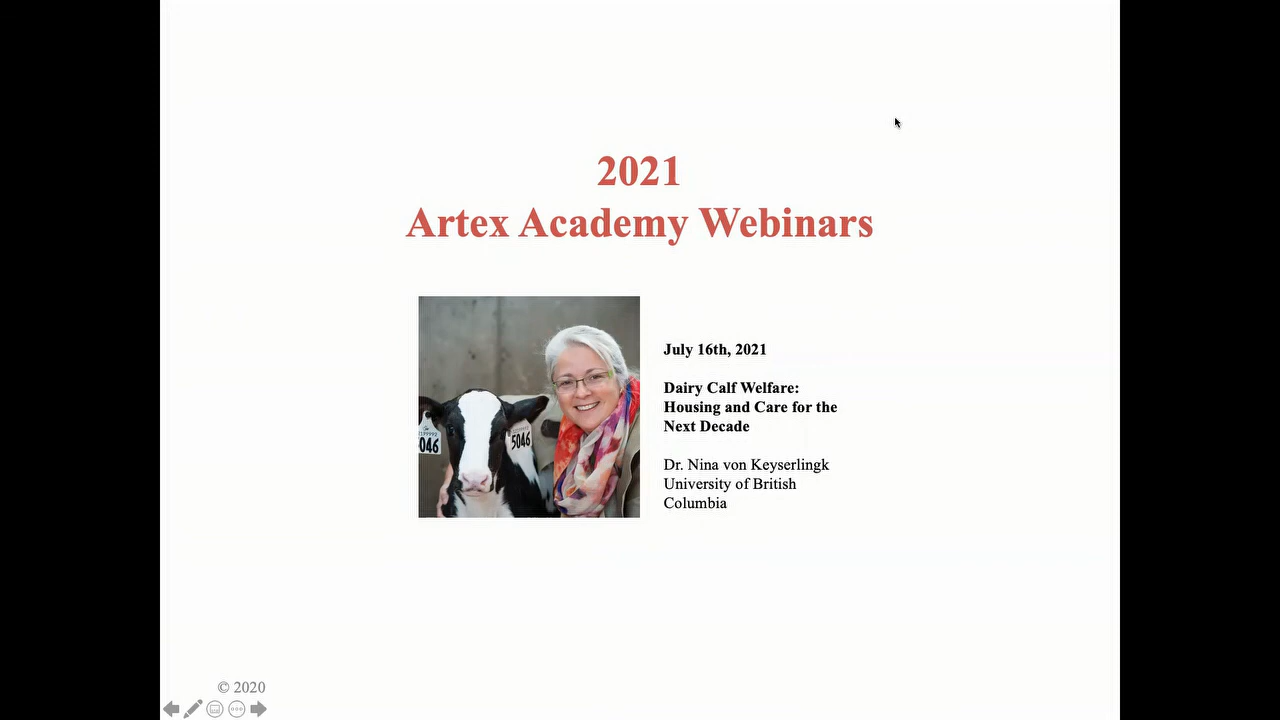 2021
Artex Academy Webinars
July 16th, 2021
Dairy Calf Welfare:
Housing and Care for the
Next Decade
Dr. Nina von Keyserlingk
University of British
Columbia
046
5046
© 2020